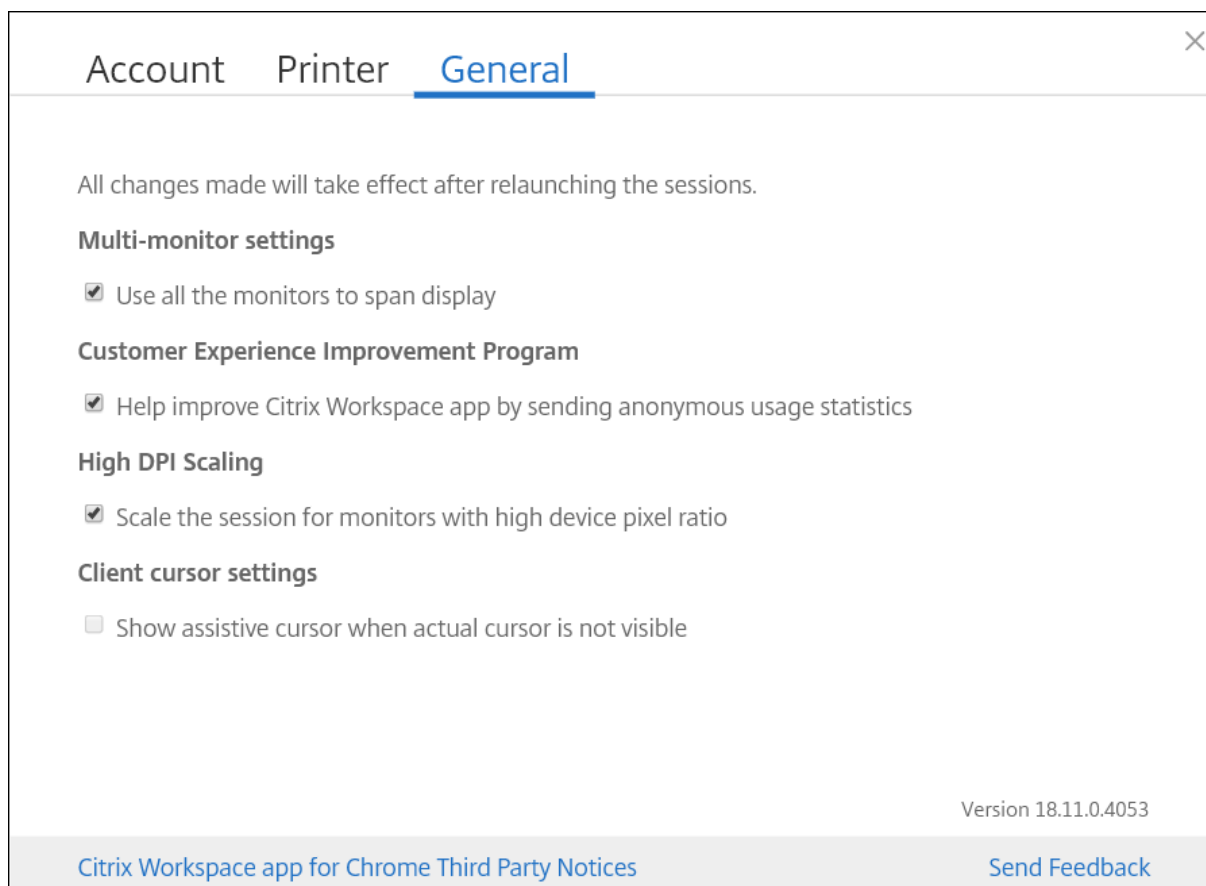 Account Printer General
All changes made will take effect after relaunching the sessions.
Multi-monitor settings
Use all the monitors to span display
Customer Experience Improvement Program
Help improve Citrix Workspace app by sending anonymous usage statistics
High DPI Scaling
Scale the session for monitors with high device pixel ratio
Client cursor settings
Show assistive cursor when actual cursor is not visible
Version 18.11.0.4053
Citrix Workspace app for Chrome Third Party Notices Send Feedback